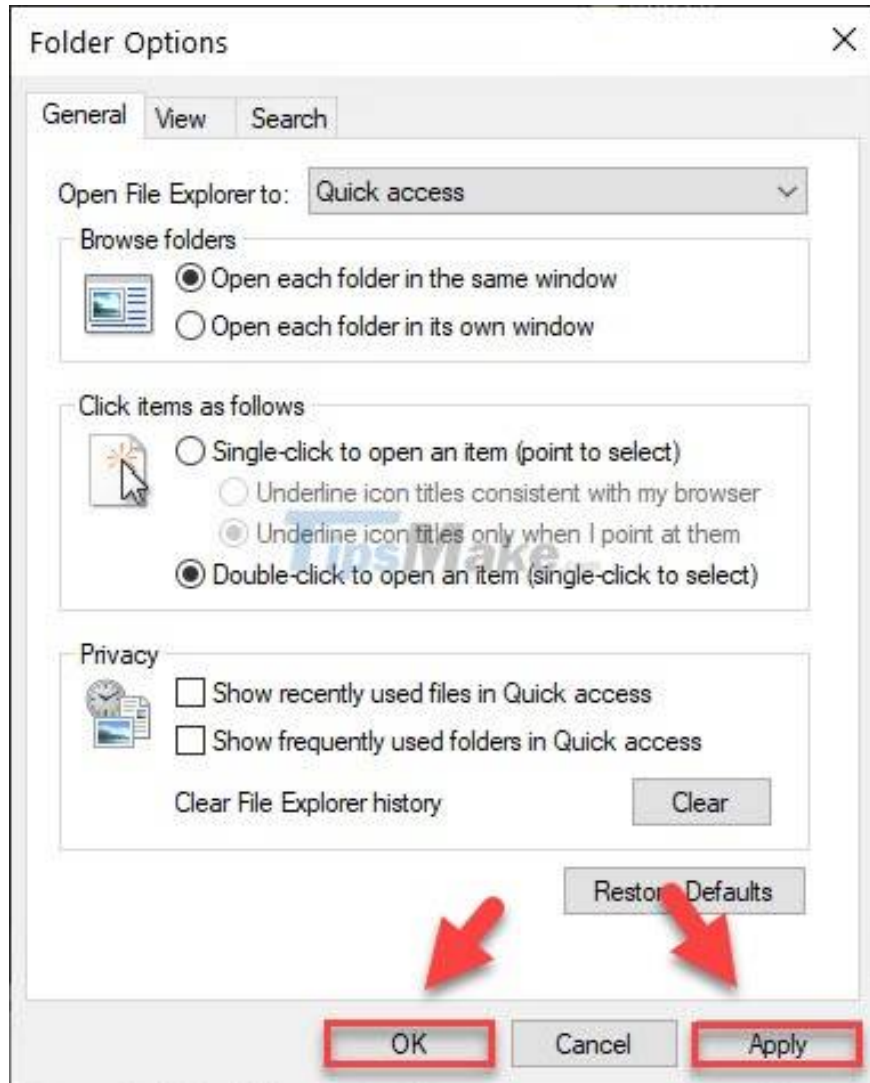 Folder Options
General
View
Search
Open File Explorer to:
Quick access
Browse folders
Open each folder in the same window
Open each folder in its own window
Click items as follows
Single-click to open an item (point to select)
Underline icon titles consistent with my browser
Underline icon titles only when I point at them
TipsMake
Double-click to open an item (single-click to select)
Privacy
Show recently used files in Quick access
Show frequently used folders in Quick access
Clear File Explorer history
Clear
Restore Defaults
OK
Cancel
Apply